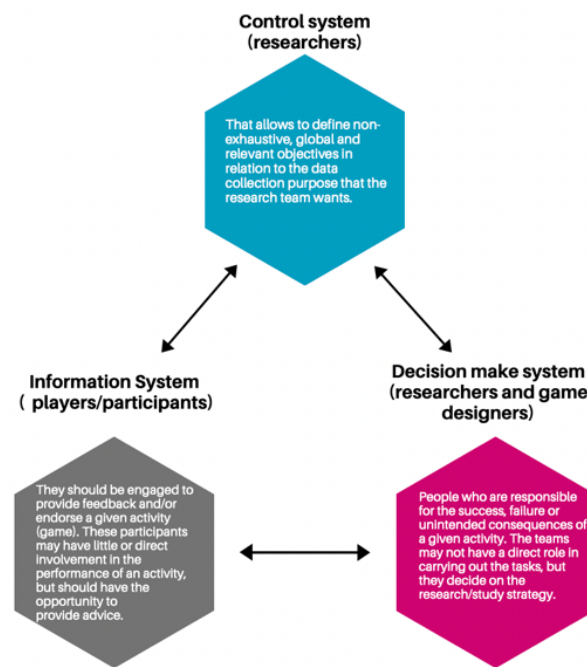 Control system
(researchers)
That allows to define non-
exhaustive, global and
relevant objectives in
relation to the data
collection purpose that the
research team wants.
Information System
( players/participants)
They should be engaged to
provide feedback and/or
endorse a given activity
(game). These participants
may have little or direct
involvement in the
performance of an activity,
but should have the
opportunity to
provide advice.
Decision make system
(researchers and game
designers)
People who are responsible
for the success, failure or
unintended consequences of
a given activity. The teams
may not have a direct role in
carrying out the tasks, but
they decide on the
research/study strategy.